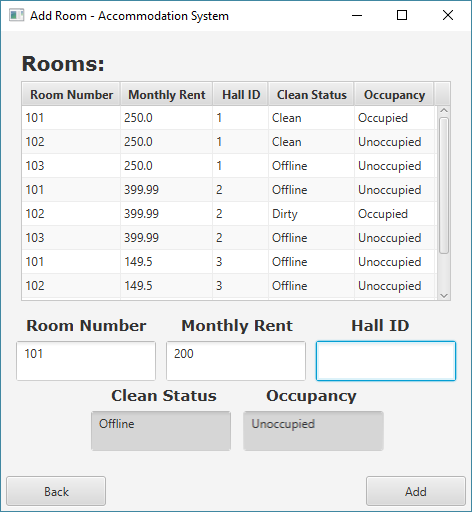 Add Room - Accommodation System
Rooms:
Room Number Monthly Rent Hall ID Clean Status Occupancy
101 250.0 1 Clean Occupied
102 250.0 1 Clean Unoccupied
103 250.0 1 Offline Unoccupied
101 399.99 2 Offline Unoccupied
102 399.99 2 Dirty Occupied
103 399.99 2 Offline Unoccupied
101 149.5 3 Offline Unoccupied
102 149.5 3 Offline Unoccupied
Room Number Monthly Rent Hall ID
101 200
Clean Status Occupancy
Offline Unoccupied
Back Add